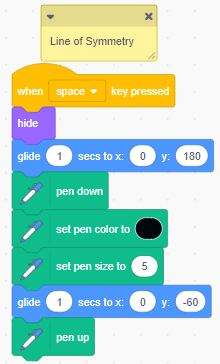 Line of Symmetry
when space key pressed
hide
glide 1 secs to x: 0 y: 180
pen down
set pen color to
set pen size to 5
glide 1 secs to x: 0 y: -60
pen up